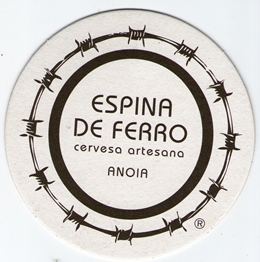 ESPINA
DE FERRO
cervesa artesana
ANOIA
®